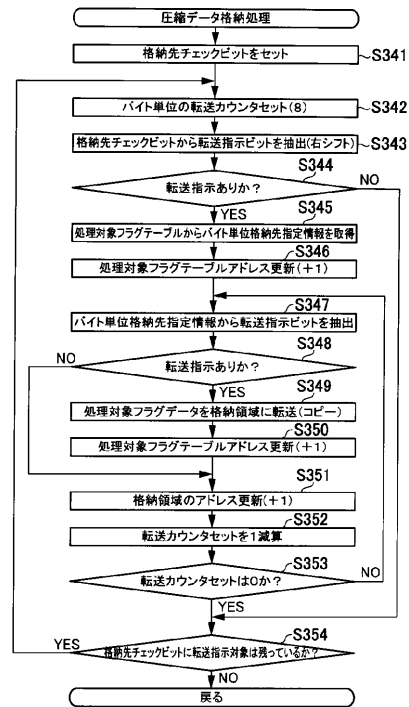 圧縮データ格納処理
格納先チェックビットをセット S341
バイト単位の転送カウンタセット(8) S342
格納先チェックビットから転送指示ビットを抽出(右シフト) S343
S344
転送指示ありか? NO
YES S345
処理対象フラグテーブルからバイト単位格納先指定情報を取得
S346
処理対象フラグテーブルアドレス更新(+1)
S347
バイト単位格納先指定情報から転送指示ビットを抽出
S348
NO 転送指示ありか?
YES S349
処理対象フラグデータを格納領域に転送(コピー)
S350
処理対象フラグテーブルアドレス更新(+1)
S351
格納領域のアドレス更新(+1)
S352
転送カウンタセットを1減算
S353
転送カウンタセットは0か? NO
YES
S354
YES 格納先チェックビットに転送指示対象は残っているか?
NO
戻る